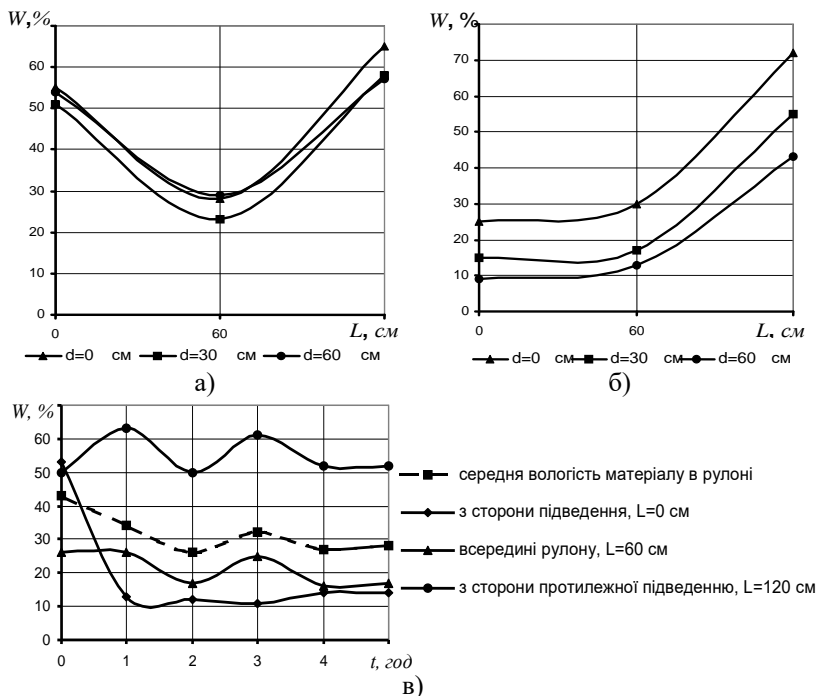 W,%
60
50
40
30
20
10
0
0
60
L, см
d=0 см d=30 см d=60 см
а)
W, %
70
60
50
40
30
20
10
0
0
60
L, см
d=0 см d=30 см d=60 см
б)
W, %
60
50
40
30
20
10
0
0 1 2 3 4 t, год
середня вологість матеріалу в рулоні
з сторони підведення, L=0 см
всередині рулону, L=60 см
з сторони протилежної підведенню, L=120 см
в)